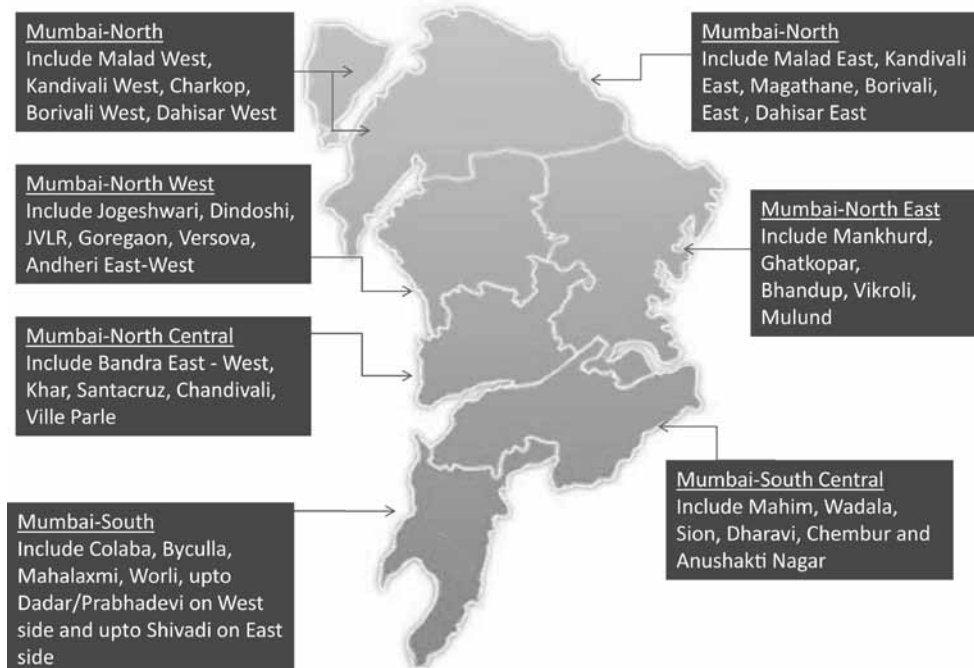 Mumbai-North
Include Malad West,
Kandivali West, Charkop,
Borivali West, Dahisar West
Mumbai-North
Include Malad East, Kandivali
East, Magathane, Borivali,
East , Dahisar East
Mumbai-North West
Include Jogeshwari, Dindoshi,
JVLR, Goregaon, Versova,
Andheri East-West
Mumbai-North East
Include Mankhurd,
Ghatkopar,
Bhandup, Vikroli,
Mulund
Mumbai-North Central
Include Bandra East - West,
Khar, Santacruz, Chandivali,
Ville Parle
Mumbai-South Central
Include Mahim, Wadala,
Sion, Dharavi, Chembur and
Anushakti Nagar
Mumbai-South
Include Colaba, Byculla,
Mahalaxmi, Worli, upto
Dadar/Prabhadevi on West
side and upto Shivadi on East
side